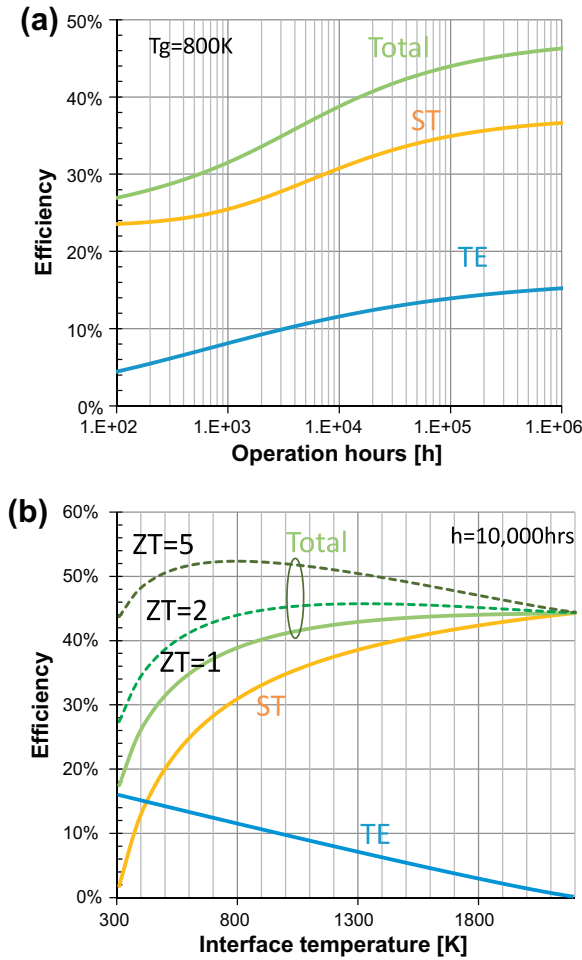 (a)
50%
Tg=800K
Total
40%
ST
30%
Efficiency
20%
TE
10%
0%
1.E+02 1.E+03 1.E+04 1.E+05 1.E+06
Operation hours [h]
(b)
60%
ZT=5
Total
h=10,000hrs
50%
ZT=2
40%
ZT=1
30%
ST
Efficiency
20%
10%
TE
0%
300 800 1300 1800
Interface temperature [K]